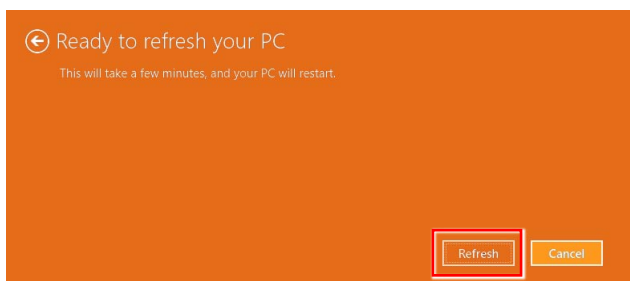 Ready to refresh your PC
This will take a few minutes, and your PC will restart.
Refresh
Cancel